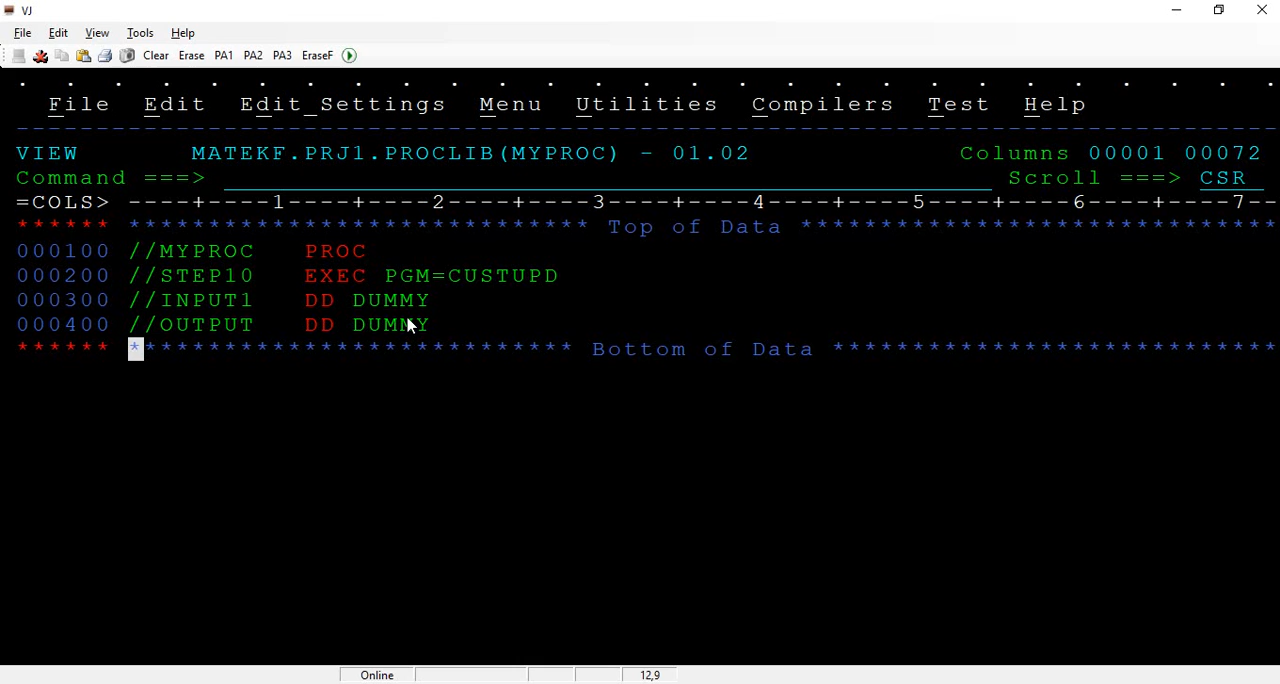 VJ
File Edit View Tools Help
Clear Erase PA1 PA2 PA3 EraseF
File Edit Edit_Settings Menu Utilities Compilers Test Help
VIEW MATEKF.PRJ1.PROCLIB(MYPROC) - 01.02 Columns 00001 00072
Command ===> Scroll ===> CSR
=COLS> ----+----1----+----2----+----3----+----4----+----5----+----6----+----7--
****** ***************************** Top of Data ******************************
000100 //MYPROC PROC
000200 //STEP10 EXEC PGM=CUSTUPD
000300 //INPUT1 DD DUMMY
000400 //OUTPUT DD DUMMY
****** **************************** Bottom of Data ****************************
Online 12,9